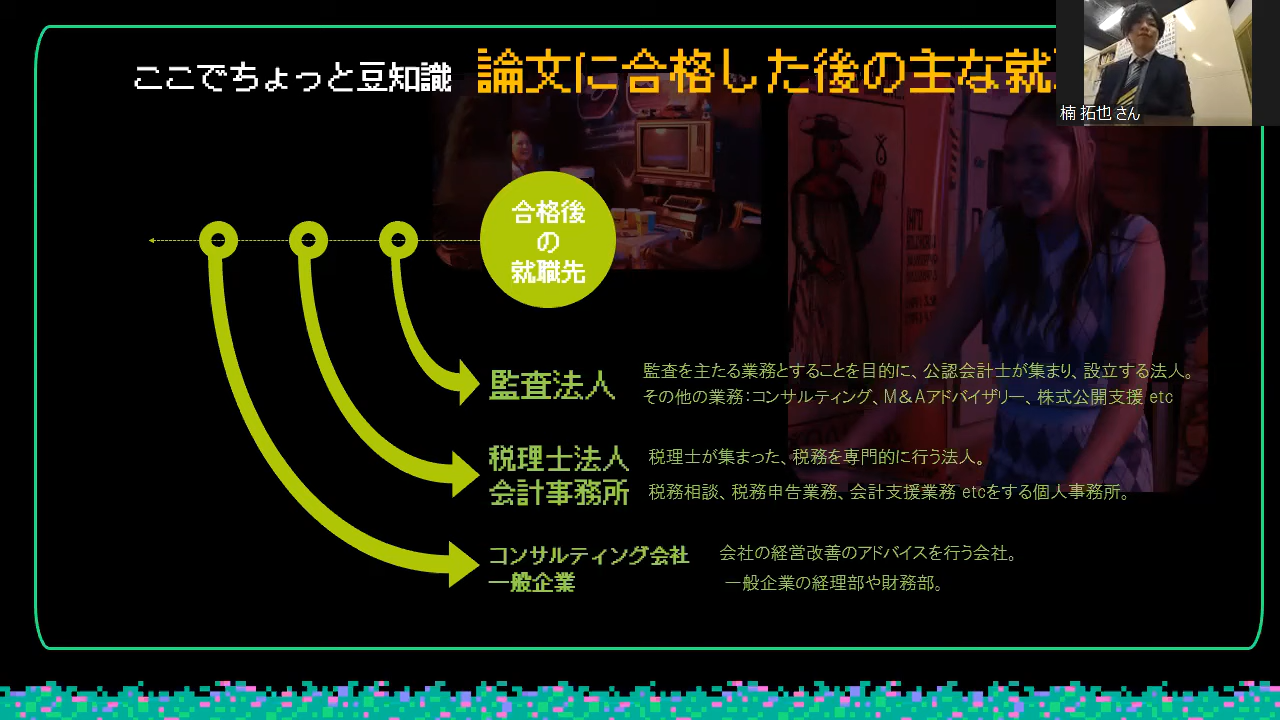 ここでちょっと豆知識 論文に合格した後の主な就
楠 拓也 さん
合格後
の
就職先
監査法人
監査を主たる業務とすることを目的に、公認会計士が集まり、設立する法人。
その他の業務：コンサルティング、M＆Aアドバイザリー、株式公開支援 etc
税理士法人
税理士が集まった、税務を専門的に行う法人。
会計事務所
税務相談、税務申告業務、会計支援業務 etcをする個人事務所。
コンサルティング会社
会社の経営改善のアドバイスを行う会社。
一般企業
一般企業の経理部や財務部。